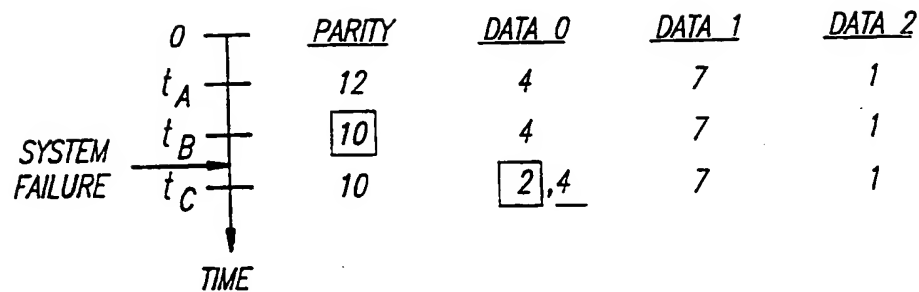 0 PARITY DATA 0 DATA 1 DATA 2
tA 12 4 7 1
tB 10 4 7 1
SYSTEM
FAILURE
tC 10 2,4 7 1
TIME